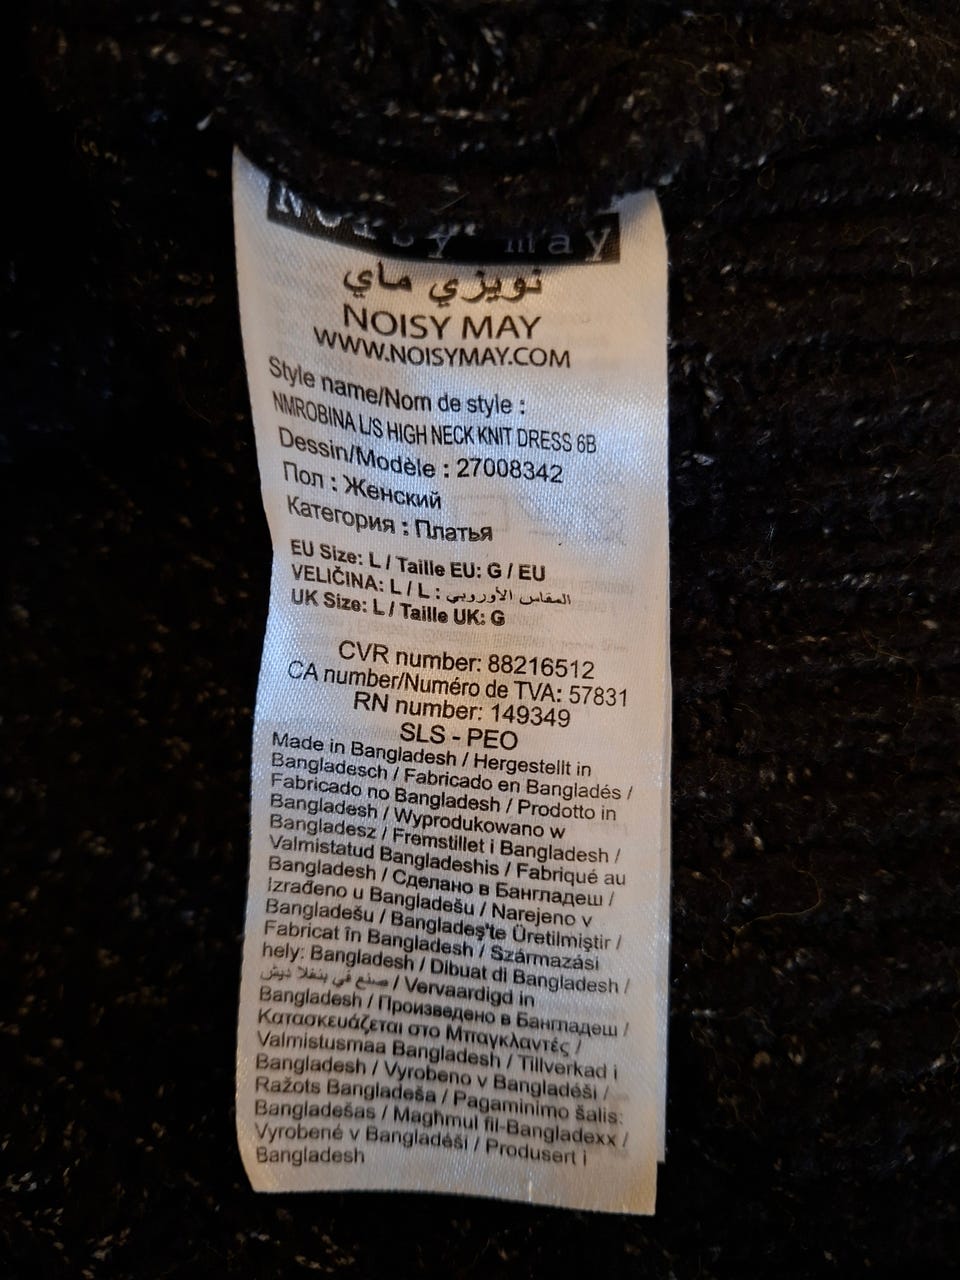 Noisy may
نويزي ماي
NOISY MAY
WWW.NOISYMAY.COM
Style name/Nom de style :
NMROBINA L/S HIGH NECK KNIT DRESS 6B
Dessin/Modèle : 27008342
Пол : Женский
Категория : Платья
EU Size: L / Taille EU: G / EU
VELIČINA: L / L : المقاس الأوروبي
UK Size: L / Taille UK: G
CVR number: 88216512
CA number/Numéro de TVA: 57831
RN number: 149349
SLS - PEO
Made in Bangladesh / Hergestellt in
Bangladesch / Fabricado en Bangladés /
Fabricado no Bangladesh / Prodotto in
Bangladesh / Wyprodukowano w
Bangladesz / Fremstillet i Bangladesh /
Valmistatud Bangladeshis / Fabriqué au
Bangladesh / Сделано в Бангладеш /
Izrađeno u Bangladešu / Narejeno v
Bangladešu / Bangladeş'te Üretilmiştir /
Fabricat în Bangladesh / Származási
hely: Bangladesh / Dibuat di Bangladesh /
صنع في بنغلا ديش / Vervaardigd in
Bangladesh / Произведено в Бангладеш /
Κατασκευάζεται στο Μπαγκλαντές /
Valmistusmaa Bangladesh / Tillverkad i
Bangladesh / Vyrobeno v Bangladéši /
Ražots Bangladeša / Pagaminimo šalis:
Bangladešas / Maghmul fil-Bangladexx /
Vyrobené v Bangladéši / Produsert i
Bangladesh